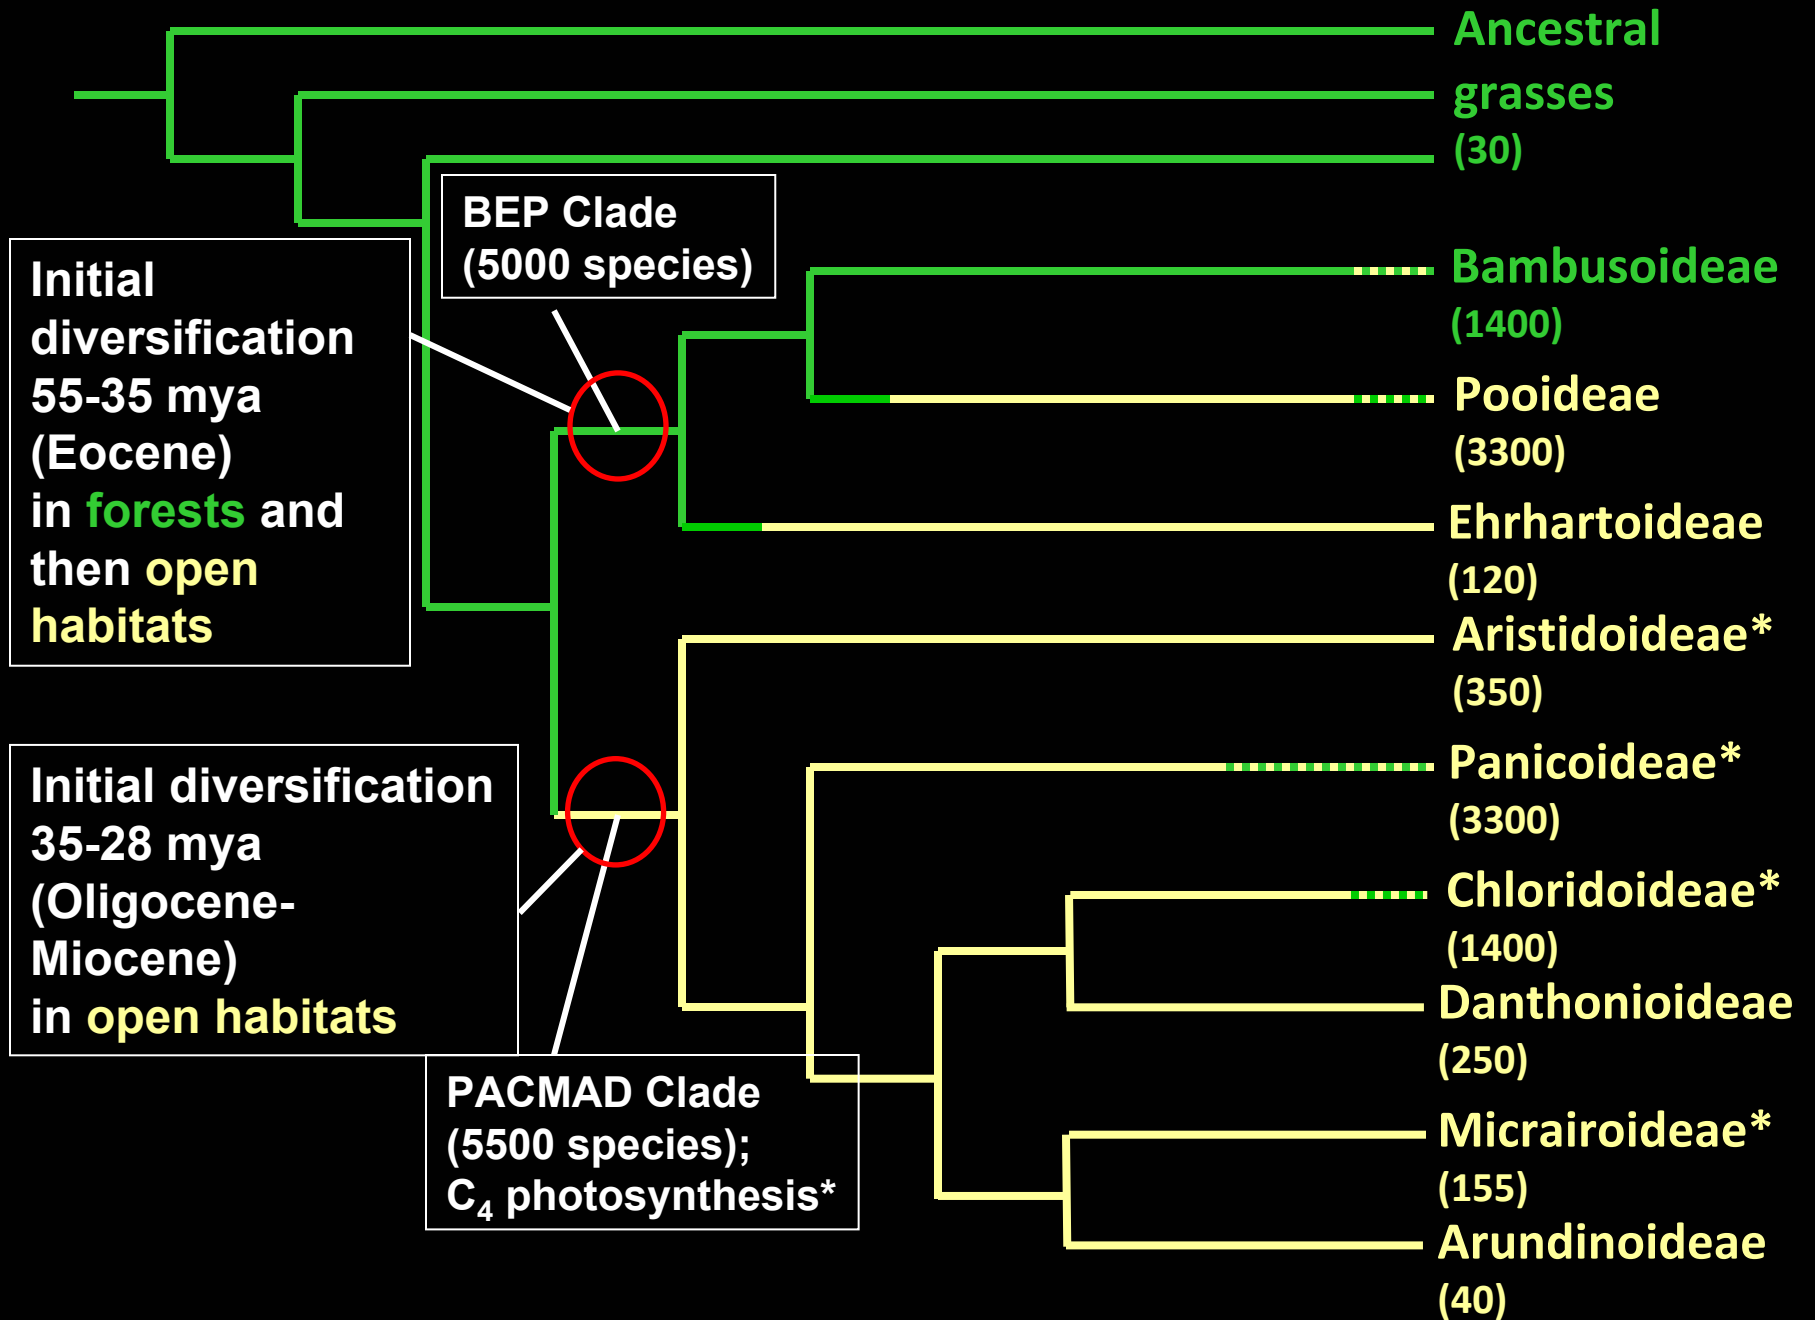 Ancestral
grasses
(30)
BEP Clade
(5000 species)
Initial
diversification
55-35 mya
(Eocene)
in forests and
then open
habitats
Bambusoideae
(1400)
Pooideae
(3300)
Ehrhartoideae
(120)
Aristidoideae*
(350)
Initial diversification
35-28 mya
(Oligocene-
Miocene)
in open habitats
Panicoideae*
(3300)
Chloridoideae*
(1400)
Danthonioideae
(250)
PACMAD Clade
(5500 species);
C₄ photosynthesis*
Micrairoideae*
(155)
Arundinoideae
(40)